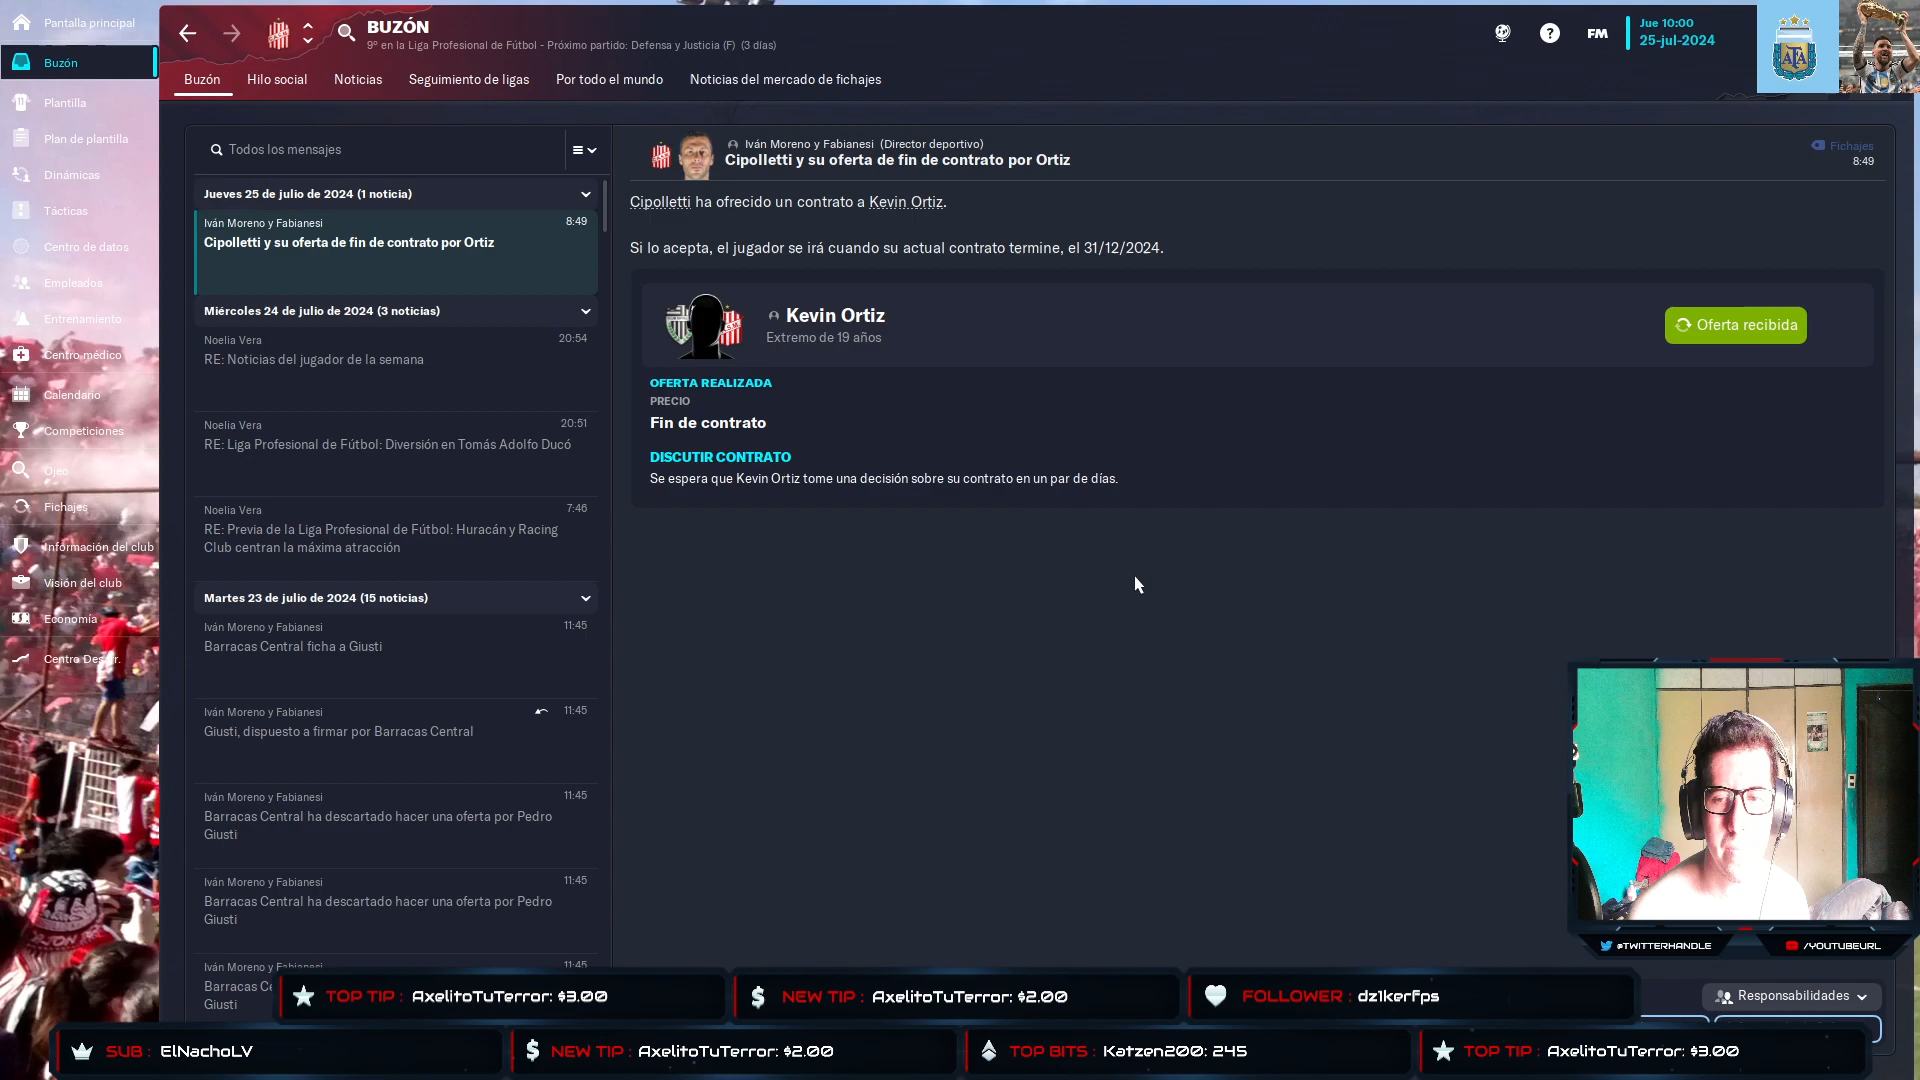 Pantalla principal
Buzón
Plantilla
Plan de plantilla
Dinámicas
Tácticas
Centro de datos
Empleados
Entrenamiento
Centro médico
Calendario
Competiciones
Ojeo
Fichajes
Información del club
Visión del club
Economía
BUZÓN
9º en la Liga Profesional de Fútbol - Próximo partido: Defensa y Justicia (F) (3 días)
FM
Jue 10:00
25-jul-2024
AFA
Buzón
Hilo social
Noticias
Seguimiento de ligas
Por todo el mundo
Noticias del mercado de fichajes
Todos los mensajes
Jueves 25 de julio de 2024 (1 noticia)
Iván Moreno y Fabianesi 8:49
Cipolletti y su oferta de fin de contrato por Ortiz
Miércoles 24 de julio de 2024 (3 noticias)
Noelia Vera 20:54
RE: Noticias del jugador de la semana
Noelia Vera 20:51
RE: Liga Profesional de Fútbol: Diversión en Tomás Adolfo Ducó
Noelia Vera 7:46
RE: Previa de la Liga Profesional de Fútbol: Huracán y Racing
Club centran la máxima atracción
Martes 23 de julio de 2024 (15 noticias)
Iván Moreno y Fabianesi 11:45
Barracas Central ficha a Giusti
Iván Moreno y Fabianesi 11:45
Giusti, dispuesto a firmar por Barracas Central
Iván Moreno y Fabianesi 11:45
Barracas Central ha descartado hacer una oferta por Pedro
Giusti
Iván Moreno y Fabianesi 11:45
Barracas Central ha descartado hacer una oferta por Pedro
Giusti
Iván Moreno y Fabianesi 11:45
Barracas
Giusti
Iván Moreno y Fabianesi (Director deportivo)
Cipolletti y su oferta de fin de contrato por Ortiz
Fichajes
8:49
Cipolletti ha ofrecido un contrato a Kevin Ortiz.
Si lo acepta, el jugador se irá cuando su actual contrato termine, el 31/12/2024.
Kevin Ortiz
Extremo de 19 años
Oferta recibida
OFERTA REALIZADA
PRECIO
Fin de contrato
DISCUTIR CONTRATO
Se espera que Kevin Ortiz tome una decisión sobre su contrato en un par de días.
@TWITTERHANDLE
/YOUTUBEURL
Responsabilidades
TOP TIP : AxelitoTuTerror: $3.00
NEW TIP : AxelitoTuTerror: $2.00
FOLLOWER : dz1kerfps
SUB : ElNachoLV
NEW TIP : AxelitoTuTerror: $2.00
TOP BITS : Katzen200: 245
TOP TIP : AxelitoTuTerror: $3.00